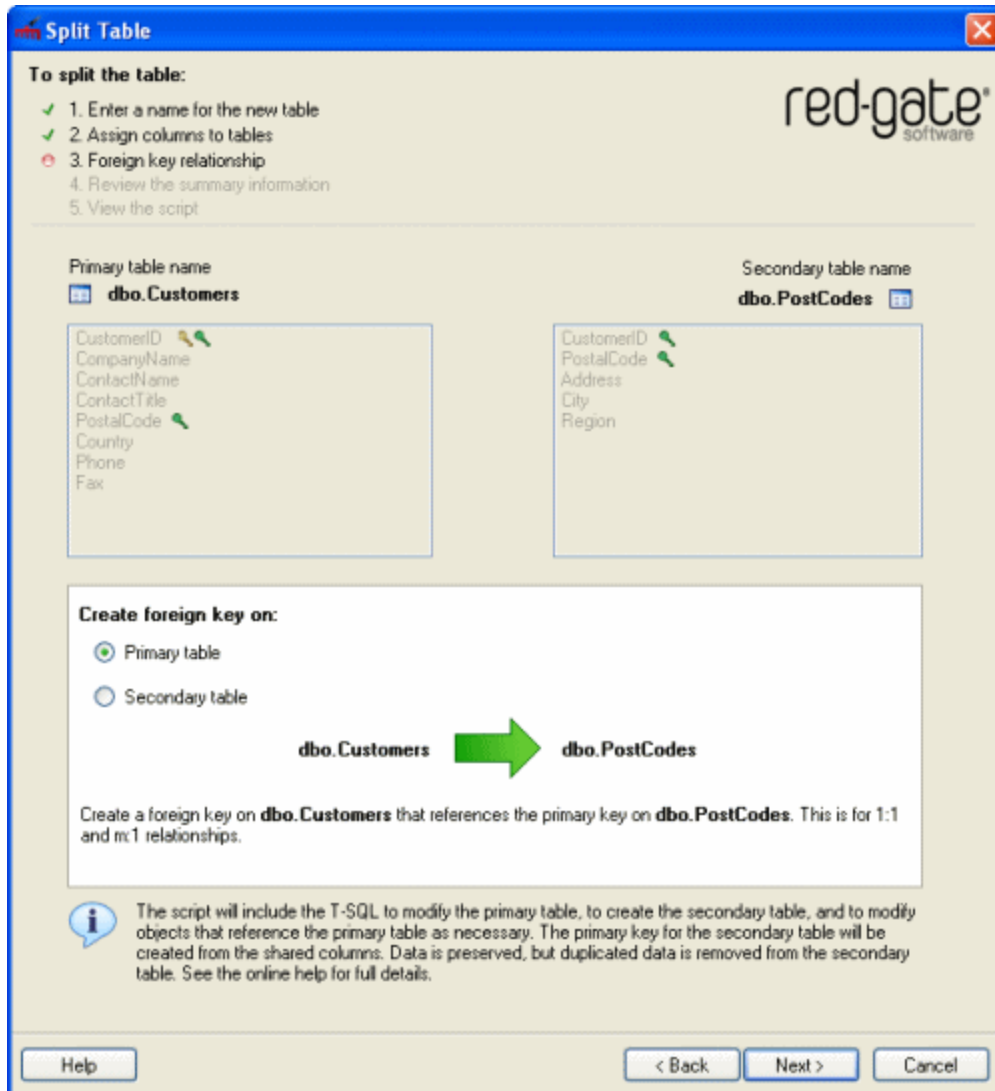 Split Table
To split the table:
1. Enter a name for the new table
2. Assign columns to tables
3. Foreign key relationship
4. Review the summary information
5. View the script
red-gate
software
Primary table name
dbo.Customers
Secondary table name
dbo.PostCodes
CustomerID
CompanyName
ContactName
ContactTitle
PostalCode
Country
Phone
Fax
CustomerID
PostalCode
Address
City
Region
Create foreign key on:
Primary table
Secondary table
dbo.Customers dbo.PostCodes
Create a foreign key on dbo.Customers that references the primary key on dbo.PostCodes. This is for 1:1
and m:1 relationships.
The script will include the T-SQL to modify the primary table, to create the secondary table, and to modify
objects that reference the primary table as necessary. The primary key for the secondary table will be
created from the shared columns. Data is preserved, but duplicated data is removed from the secondary
table. See the online help for full details.
Help
< Back
Next >
Cancel